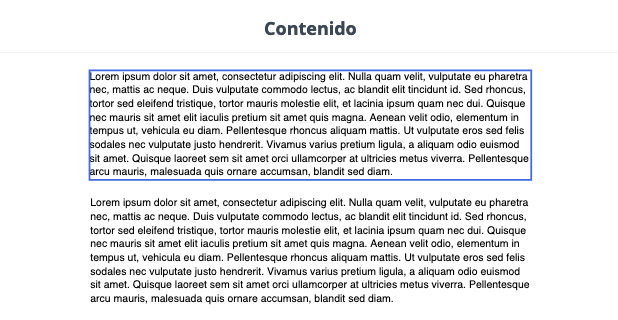 Contenido
Lorem ipsum dolor sit amet, consectetur adipiscing elit. Nulla quam velit, vulputate eu pharetra
nec, mattis ac neque. Duis vulputate commodo lectus, ac blandit elit tincidunt id. Sed rhoncus,
tortor sed eleifend tristique, tortor mauris molestie elit, et lacinia ipsum quam nec dui. Quisque
nec mauris sit amet elit iaculis pretium sit amet quis magna. Aenean velit odio, elementum in
tempus ut, vehicula eu diam. Pellentesque rhoncus aliquam mattis. Ut vulputate eros sed felis
sodales nec vulputate justo hendrerit. Vivamus varius pretium ligula, a aliquam odio euismod
sit amet. Quisque laoreet sem sit amet orci ullamcorper at ultricies metus viverra. Pellentesque
arcu mauris, malesuada quis ornare accumsan, blandit sed diam.
Lorem ipsum dolor sit amet, consectetur adipiscing elit. Nulla quam velit, vulputate eu pharetra
nec, mattis ac neque. Duis vulputate commodo lectus, ac blandit elit tincidunt id. Sed rhoncus,
tortor sed eleifend tristique, tortor mauris molestie elit, et lacinia ipsum quam nec dui. Quisque
nec mauris sit amet elit iaculis pretium sit amet quis magna. Aenean velit odio, elementum in
tempus ut, vehicula eu diam. Pellentesque rhoncus aliquam mattis. Ut vulputate eros sed felis
sodales nec vulputate justo hendrerit. Vivamus varius pretium ligula, a aliquam odio euismod
sit amet. Quisque laoreet sem sit amet orci ullamcorper at ultricies metus viverra. Pellentesque
arcu mauris, malesuada quis ornare accumsan, blandit sed diam.